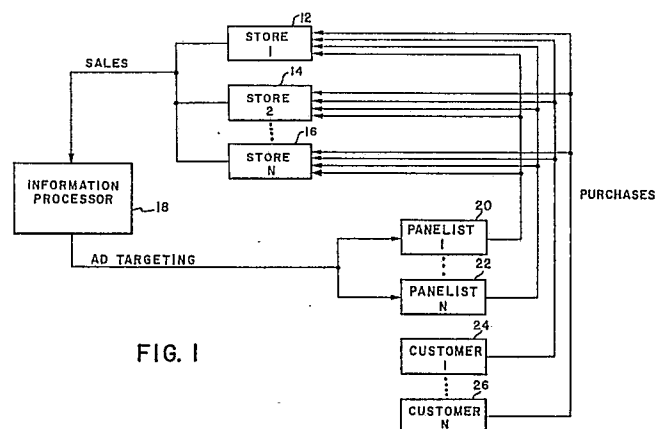 12
STORE
1
SALES
14
STORE
2
16
STORE
N
INFORMATION
PROCESSOR
18
PURCHASES
20
PANELIST
1
AD TARGETING
22
PANELIST
N
24
FIG. 1
CUSTOMER
1
26
CUSTOMER
N